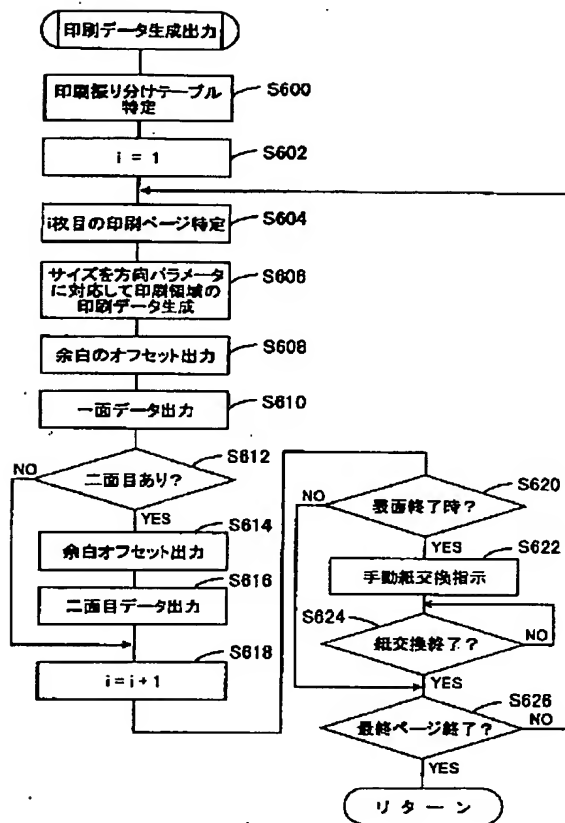 印刷データ生成出力
印刷振り分けテーブル
特定
S600
i = 1
S602
i枚目の印刷ページ特定
S604
サイズを方向パラメータ
に対応して印刷領域の
印刷データ生成
S606
余白のオフセット出力
S608
一面データ出力
S610
二面目あり？
S612
NO
YES
余白オフセット出力
S614
二面目データ出力
S616
i = i + 1
S618
表面終了時？
S620
NO
YES
手動紙交換指示
S622
紙交換終了？
S624
NO
YES
最終ページ終了？
S626
NO
YES
リターン